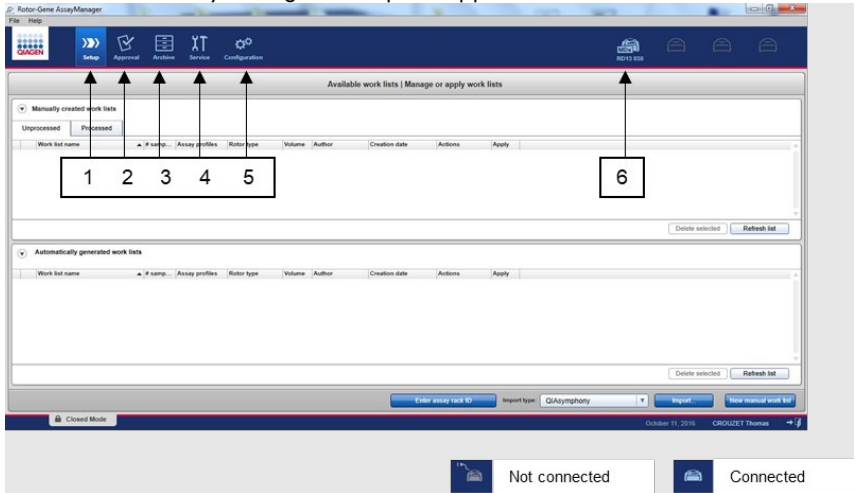 Rotor-Gene AssayManager
File Help
QIAGEN
Setup Approval Archive Service Configuration
RD13 838
Available work lists | Manage or apply work lists
Manually created work lists
Unprocessed Processed
Work list name # samp... Assay profiles Rotor type Volume Author Creation date Actions Apply
1 2 3 4 5 6
Delete selected Refresh list
Automatically generated work lists
Work list name # samp... Assay profiles Rotor type Volume Author Creation date Actions Apply
Delete selected Refresh list
Enter assay rack ID Import type QIAsymphony Import... New manual work list
Closed Mode October 11, 2016 CROUZET Thomas
Not connected Connected